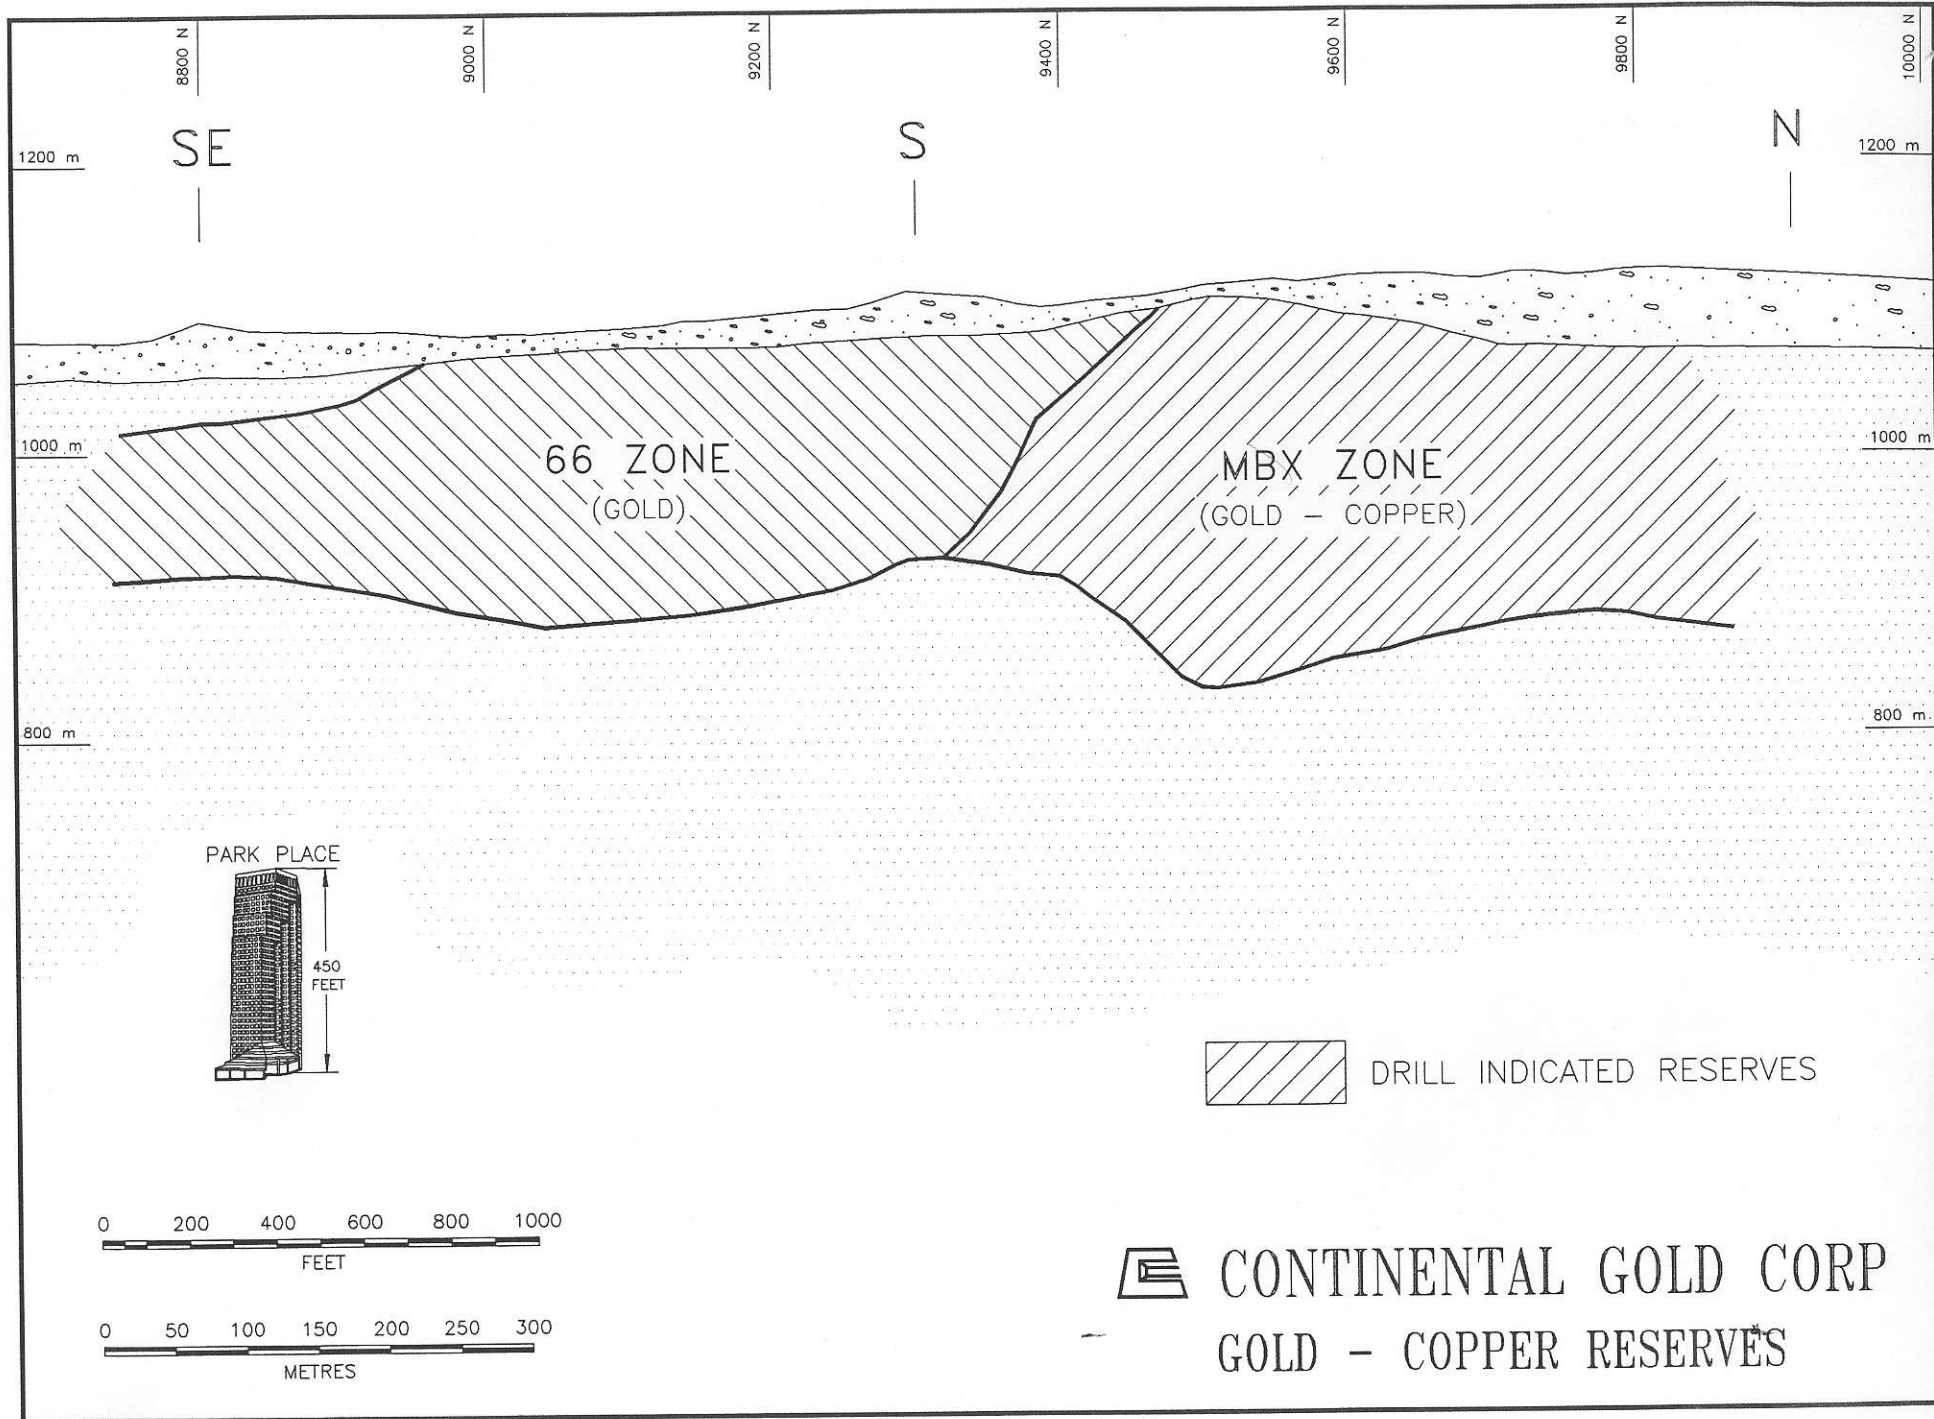 8800 N
9000 N
9200 N
9400 N
9600 N
9800 N
10000 N
SE
S
N
1200 m
1200 m
66 ZONE
(GOLD)
MBX ZONE
(GOLD – COPPER)
1000 m
1000 m
800 m
800 m
PARK PLACE
450
FEET
DRILL INDICATED RESERVES
0 200 400 600 800 1000
FEET
0 50 100 150 200 250 300
METRES
CONTINENTAL GOLD CORP
GOLD – COPPER RESERVES